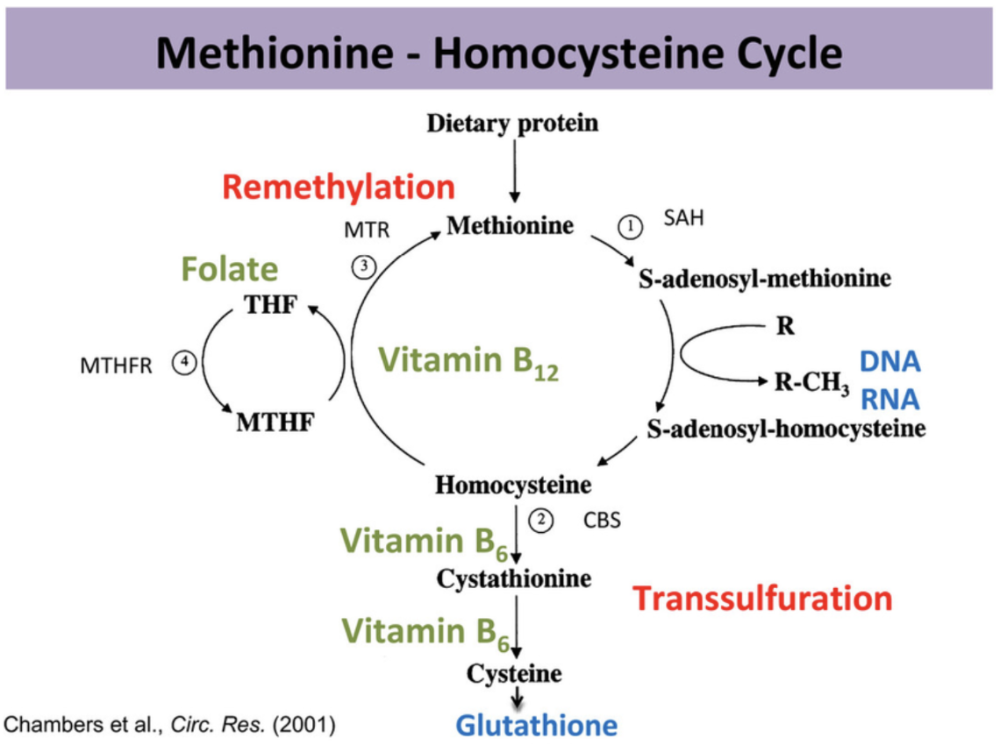 Methionine - Homocysteine Cycle
Dietary protein
Remethylation
MTR
Methionine
1
SAH
3
Folate
S-adenosyl-methionine
THF
R
MTHFR
4
Vitamin B12
DNA
R-CH3
RNA
MTHF
S-adenosyl-homocysteine
Homocysteine
2
CBS
Vitamin B6
Cystathionine
Transsulfuration
Vitamin B6
Cysteine
Chambers et al., Circ. Res. (2001)
Glutathione